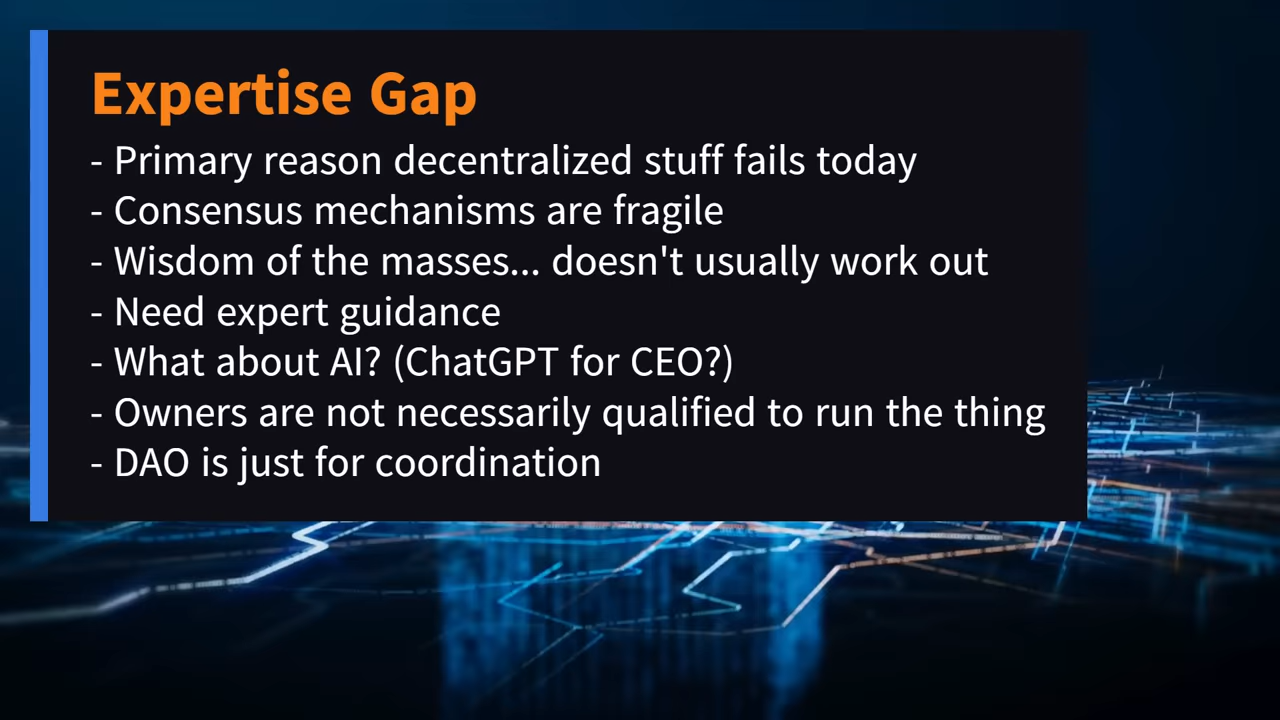 Expertise Gap
- Primary reason decentralized stuff fails today
- Consensus mechanisms are fragile
- Wisdom of the masses... doesn't usually work out
- Need expert guidance
- What about AI? (ChatGPT for CEO?)
- Owners are not necessarily qualified to run the thing
- DAO is just for coordination